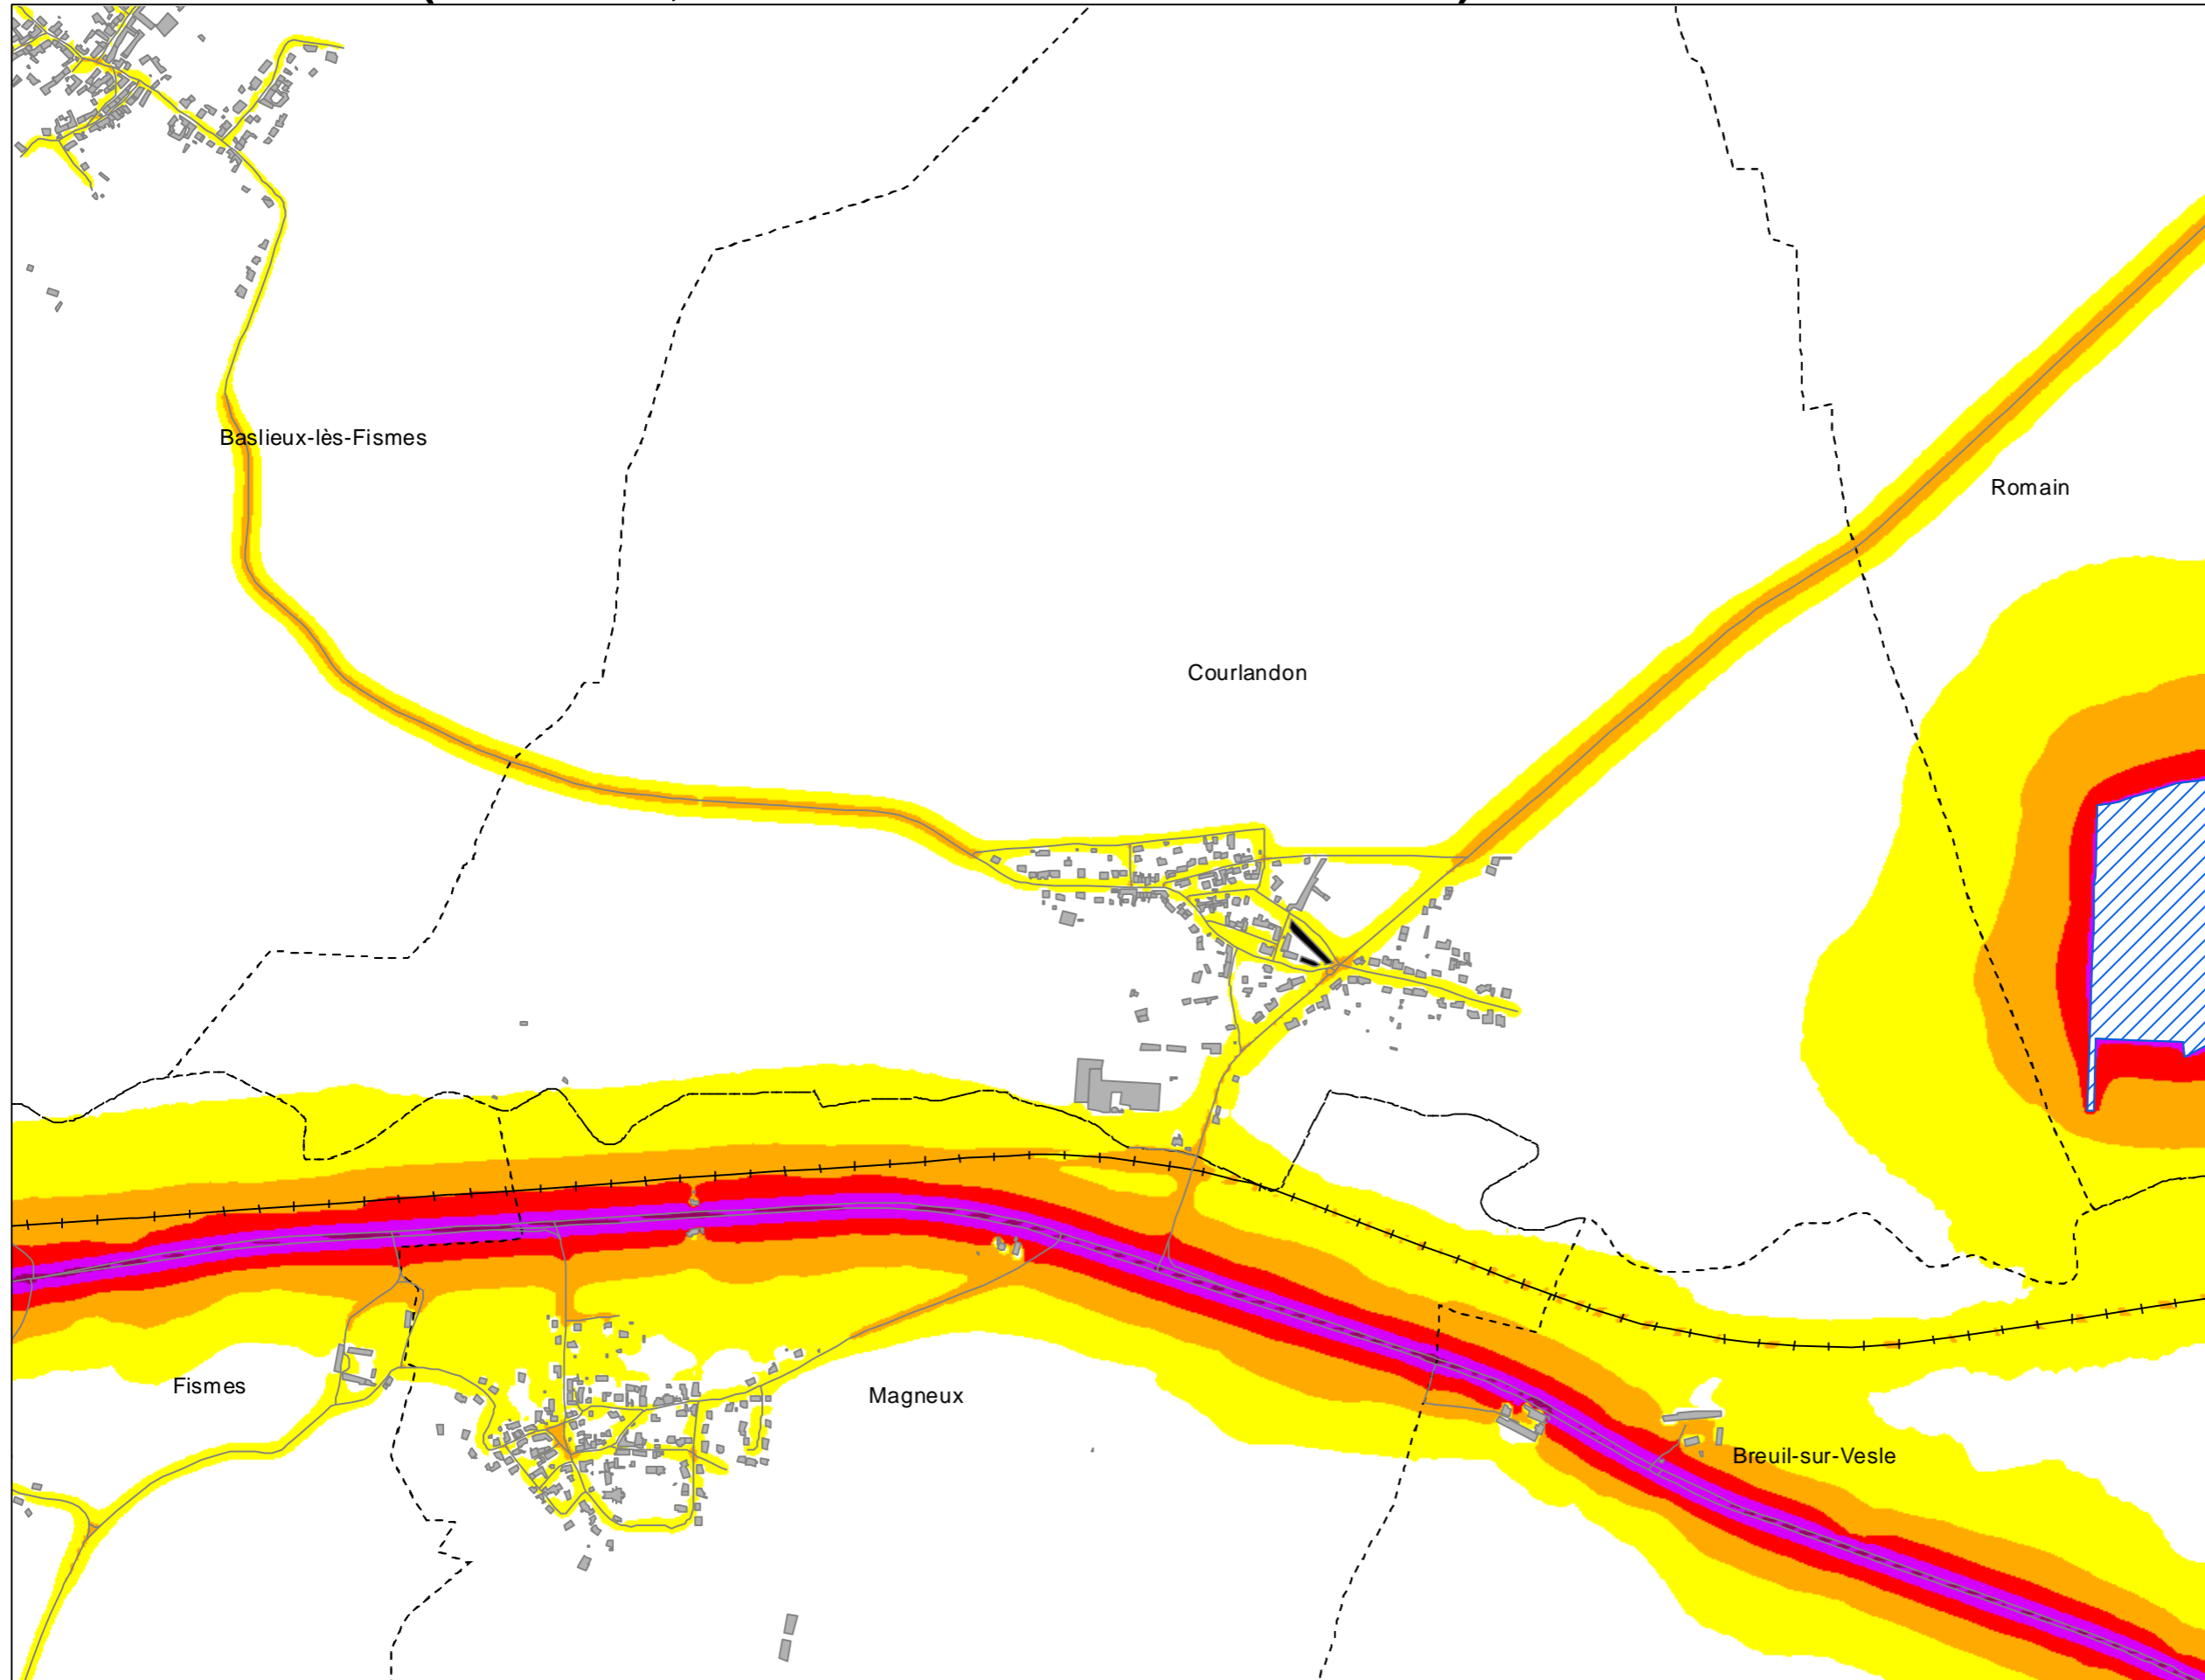 Baslieux-lès-Fismes
Romain
Courlandon
Fismes
Magneux
Breuil-sur-Vesle